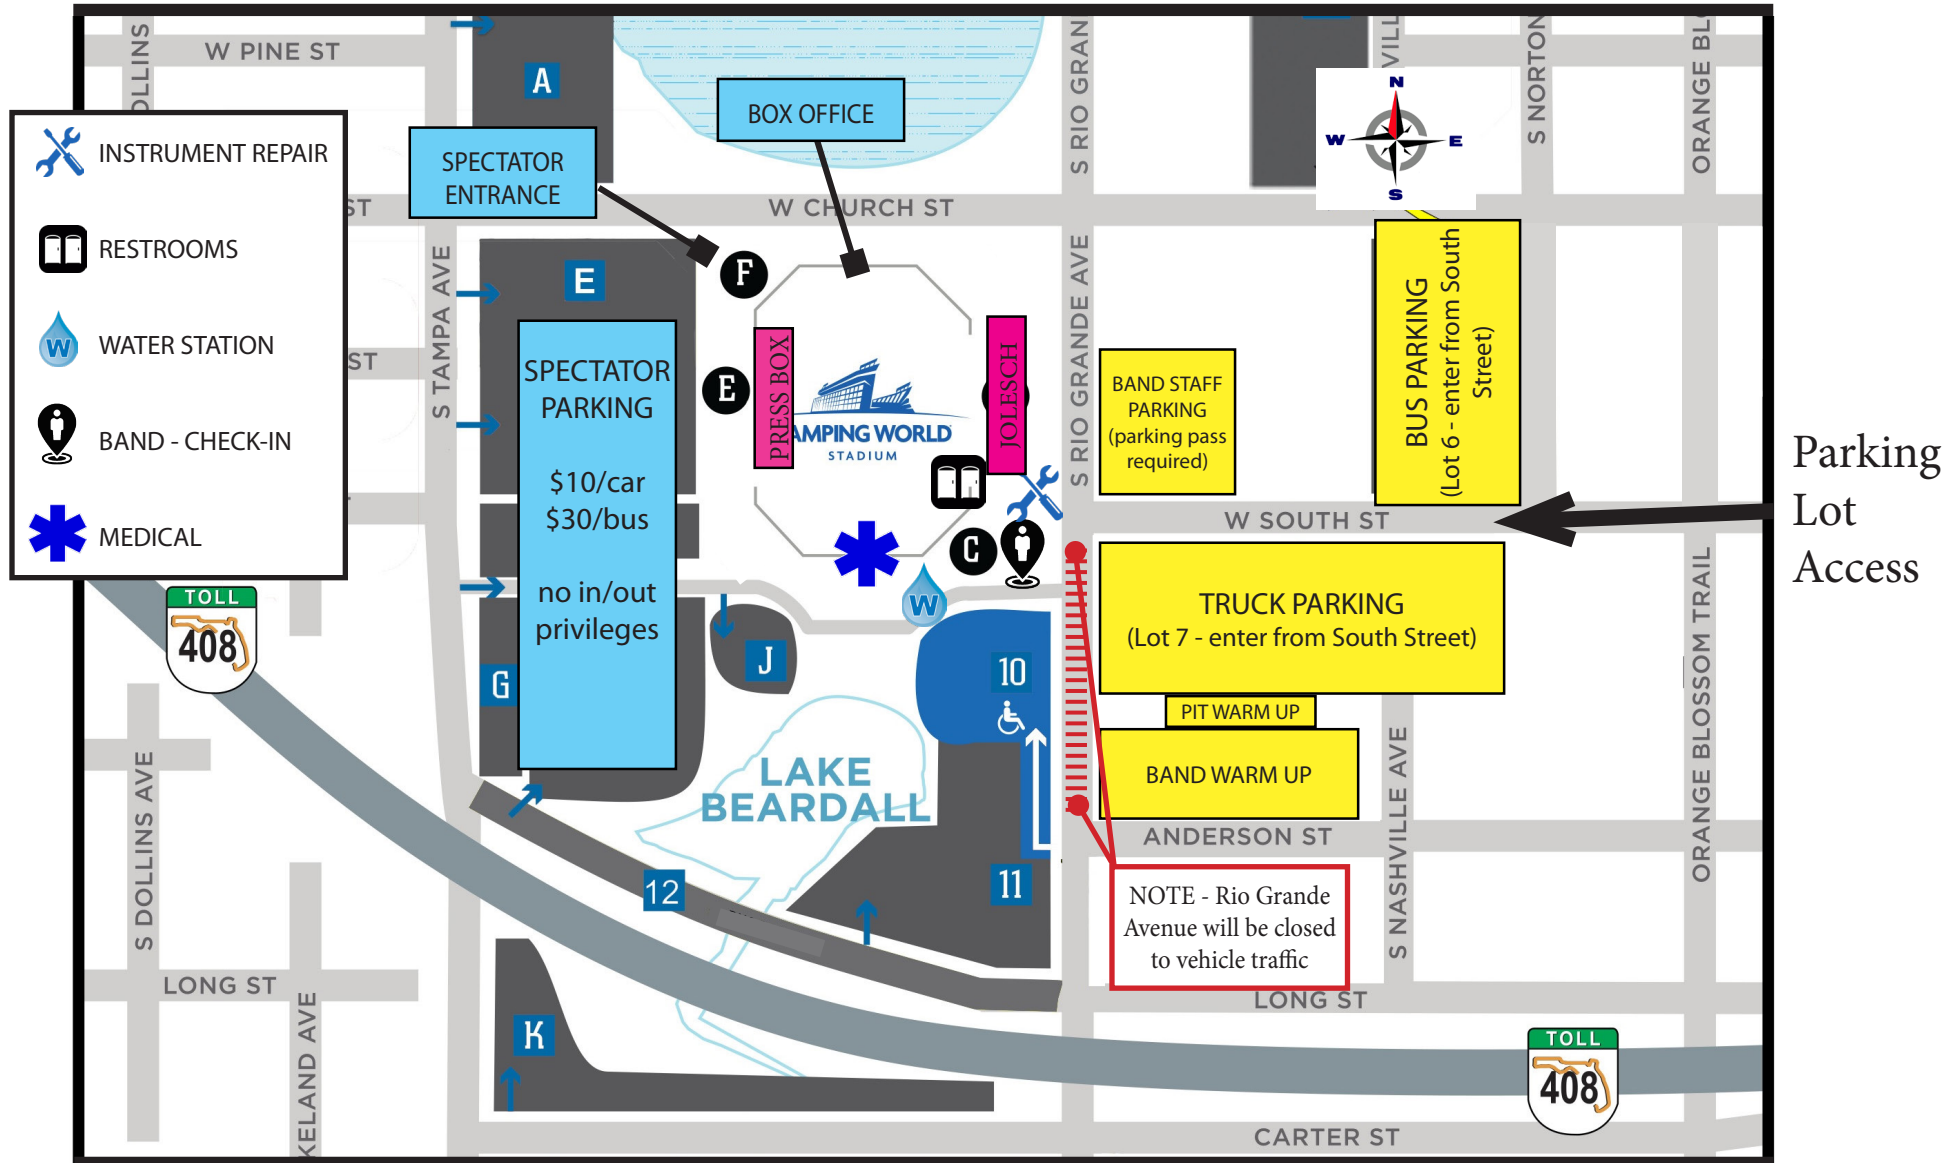 W PINE ST
OLLINS
A
BOX OFFICE
SPECTATOR
ENTRANCE
S RIO GRAN
VILL
S NORTON
ORANGE BL
N
W
E
S
INSTRUMENT REPAIR
RESTROOMS
W
WATER STATION
BAND - CHECK-IN
MEDICAL
ST
W CHURCH ST
S TAMPA AVE
ST
E
F
E
PRESS BOX
AMPING WORLD
STADIUM
JOLESCH
S RIO GRANDE AVE
SPECTATOR
PARKING
$10/car
$30/bus
no in/out
privileges
BAND STAFF
PARKING
(parking pass
required)
BUS PARKING
(Lot 6 - enter from South
Street)
Parking
Lot
Access
W SOUTH ST
C
W
TRUCK PARKING
(Lot 7 - enter from South Street)
PIT WARM UP
BAND WARM UP
ORANGE BLOSSOM TRAIL
TOLL
408
G
J
10
LAKE
BEARDALL
11
12
ANDERSON ST
S NASHVILLE AVE
NOTE - Rio Grande
Avenue will be closed
to vehicle traffic
S DOLLINS AVE
LONG ST
KELAND AVE
K
LONG ST
TOLL
408
CARTER ST